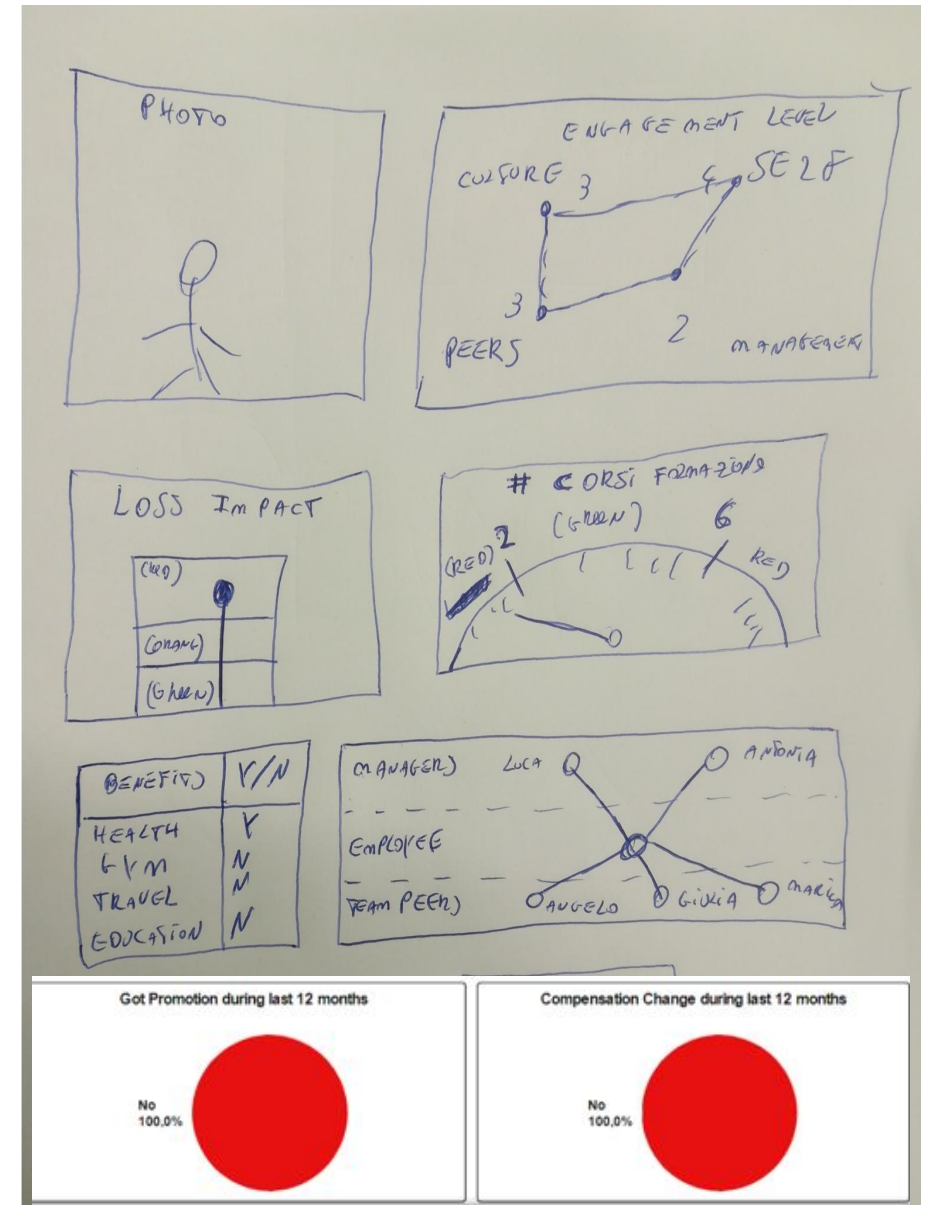 PHOTO
ENGAGEMENT LEVEL
CULTURE 3
4 SELF
3
PEERS
2
MANAGEMENT
LOSS IMPACT
(RED)
(ORANG)
(GREEN)
# CORSI FORMAZIONE
(GREEN)
(RED) 2
6
RED
BENEFITS Y/N
HEALTH Y
GYM N
TRAVEL N
EDUCATION N
MANAGERS LUCA ANTONIA
EMPLOYEE
TEAM PEERS ANGELO GIULIA MARISA
Got Promotion during last 12 months
No
100,0%
Compensation Change during last 12 months
No
100,0%